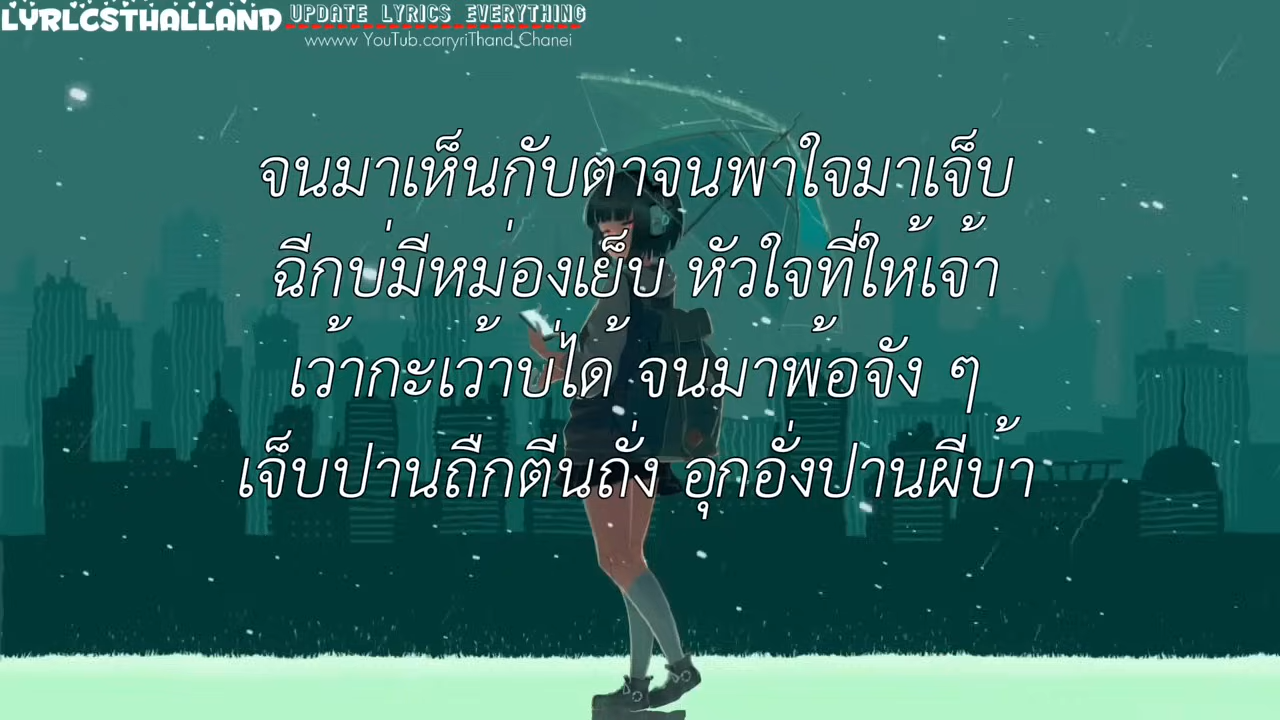 LYRLCSTHALLAND UPDATE LYRICS EVERYTHING
wwww YouTub.corryriThand_Chanei
จนมาเห็นกับตาจนพาใจมาเจ็บ
ฉีกบ่มีหม่องเย็บ หัวใจที่ให้เจ้า
เว้ากะเว้าบ่ได้ จนมาพ้อจัง ๆ
เจ็บปานถืกตีนถั่ง อุกอั่งปานผีบ้า